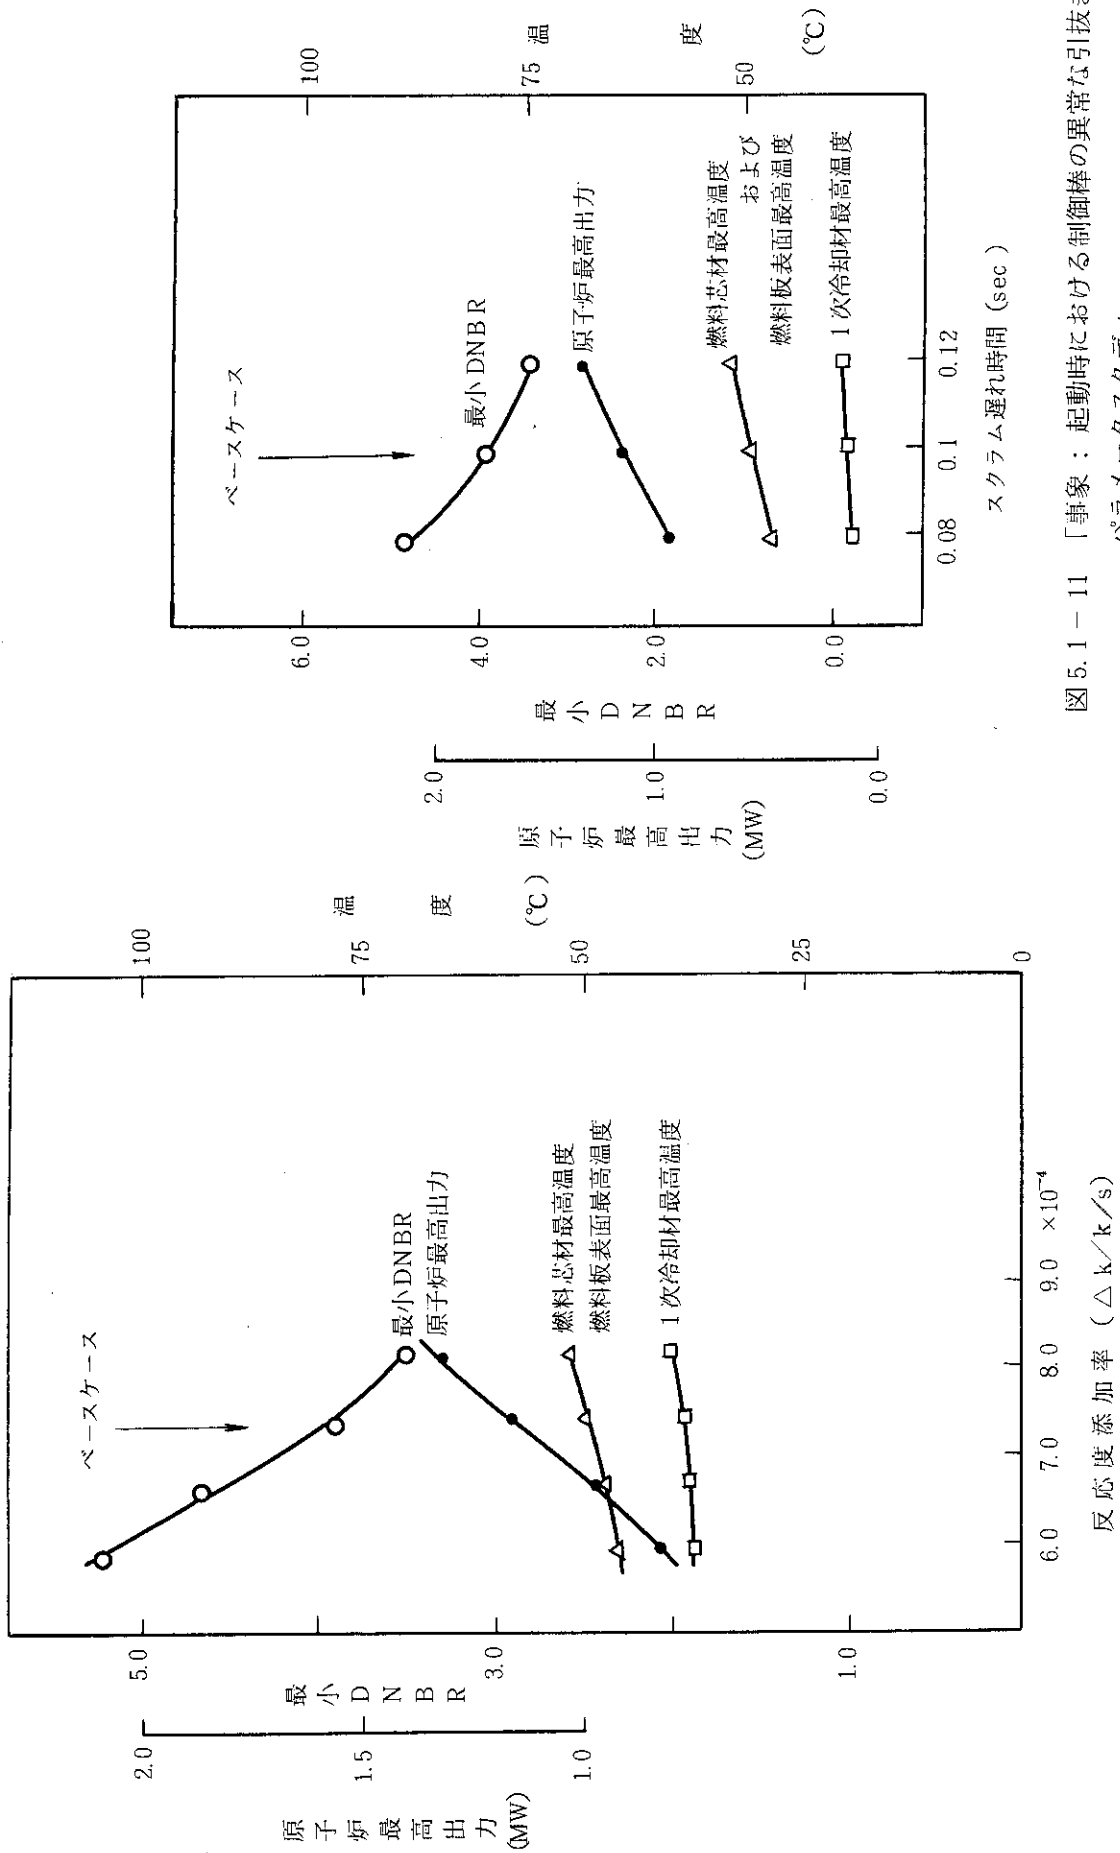 原子炉最高出力 (MW)
2.0
1.5
1.0
最小DNBR
5.0
3.0
1.0
ベースケース
最小DNBR
原子炉最高出力
燃料芯材最高温度
燃料板表面最高温度
1次冷却材最高温度
6.0
7.0
8.0
9.0
×10⁻⁴
反応度添加率 (△k/k/s)
100
75
50
25
0
温度 (℃)
原子炉最高出力 (MW)
2.0
1.0
0.0
最小DNBR
6.0
4.0
2.0
0.0
ベースケース
最小DNBR
原子炉最高出力
燃料芯材最高温度
および
燃料板表面最高温度
1次冷却材最高温度
0.08
0.1
0.12
スクラム遅れ時間 (sec)
100
75
50
温度 (℃)
図5.1-11 「事象：起動時における制御棒の異常な引抜